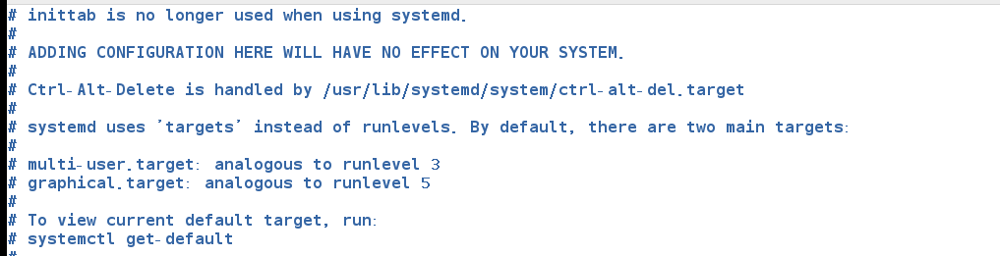 # inittab is no longer used when using systemd.
#
# ADDING CONFIGURATION HERE WILL HAVE NO EFFECT ON YOUR SYSTEM.
#
# Ctrl-Alt-Delete is handled by /usr/lib/systemd/system/ctrl-alt-del.target
#
# systemd uses 'targets' instead of runlevels. By default, there are two main targets:
#
# multi-user.target: analogous to runlevel 3
# graphical.target: analogous to runlevel 5
#
# To view current default target, run:
# systemctl get-default
#